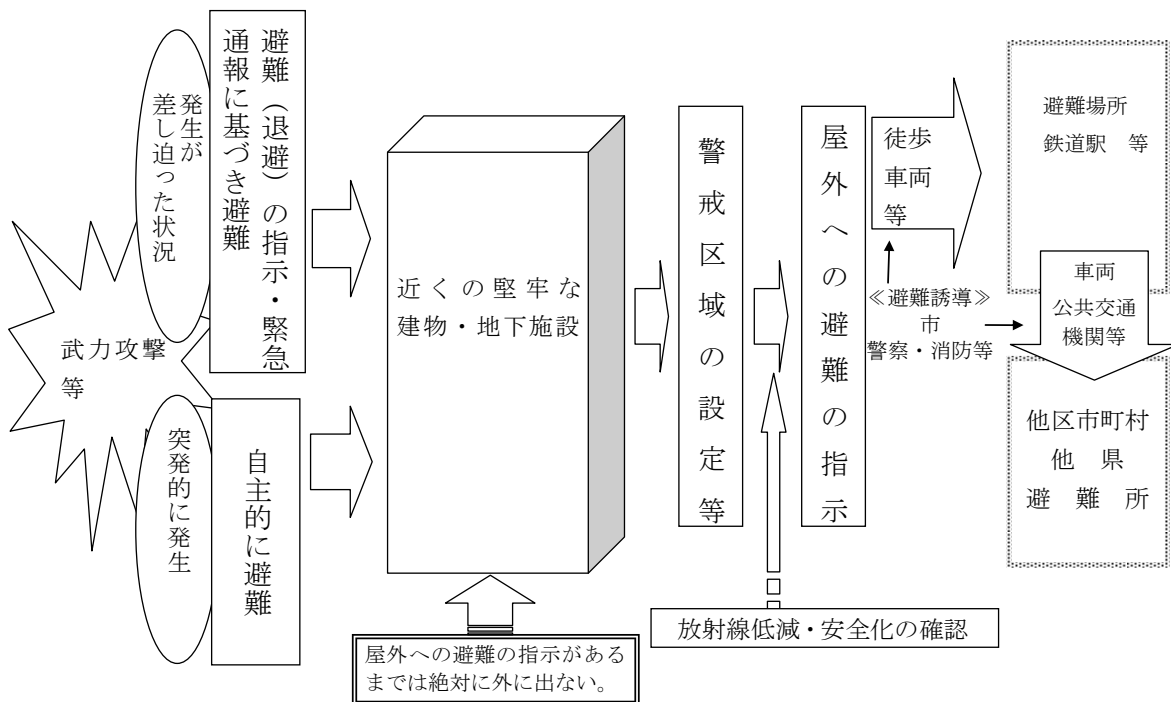 武力攻撃
等
発生が
差し迫った状況
避難（退避）の指示・緊急
通報に基づき避難
突発的に発生
自主的に避難
近くの堅牢な
建物・地下施設
屋外への避難の指示がある
までは絶対に外に出ない。
警戒区域の設定等
放射線低減・安全化の確認
屋外への避難の指示
徒歩
車両
等
≪避難誘導≫
市
警察・消防等
避難場所
鉄道駅　等
車両
公共交通
機関等
他区市町村
他　県
避　難　所